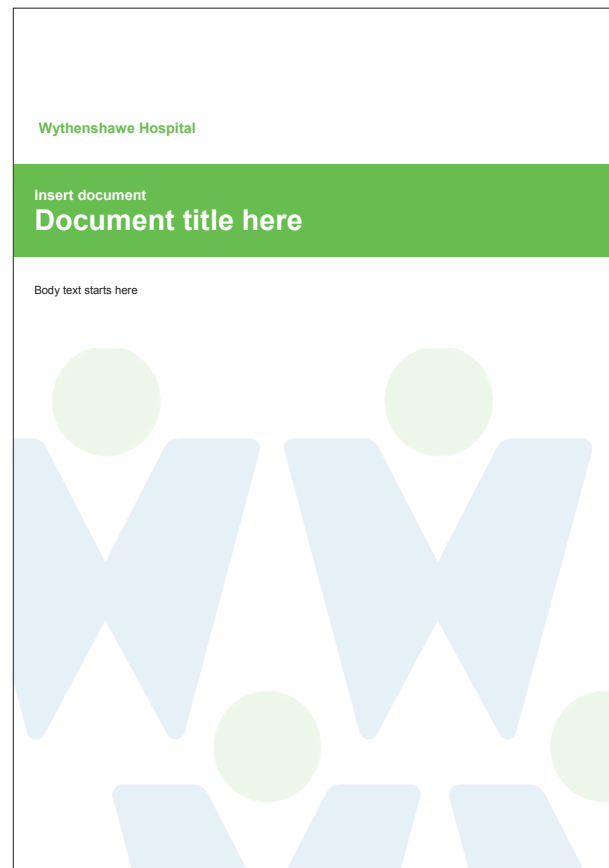 Wythenshawe Hospital
Insert document
Document title here
Body text starts here